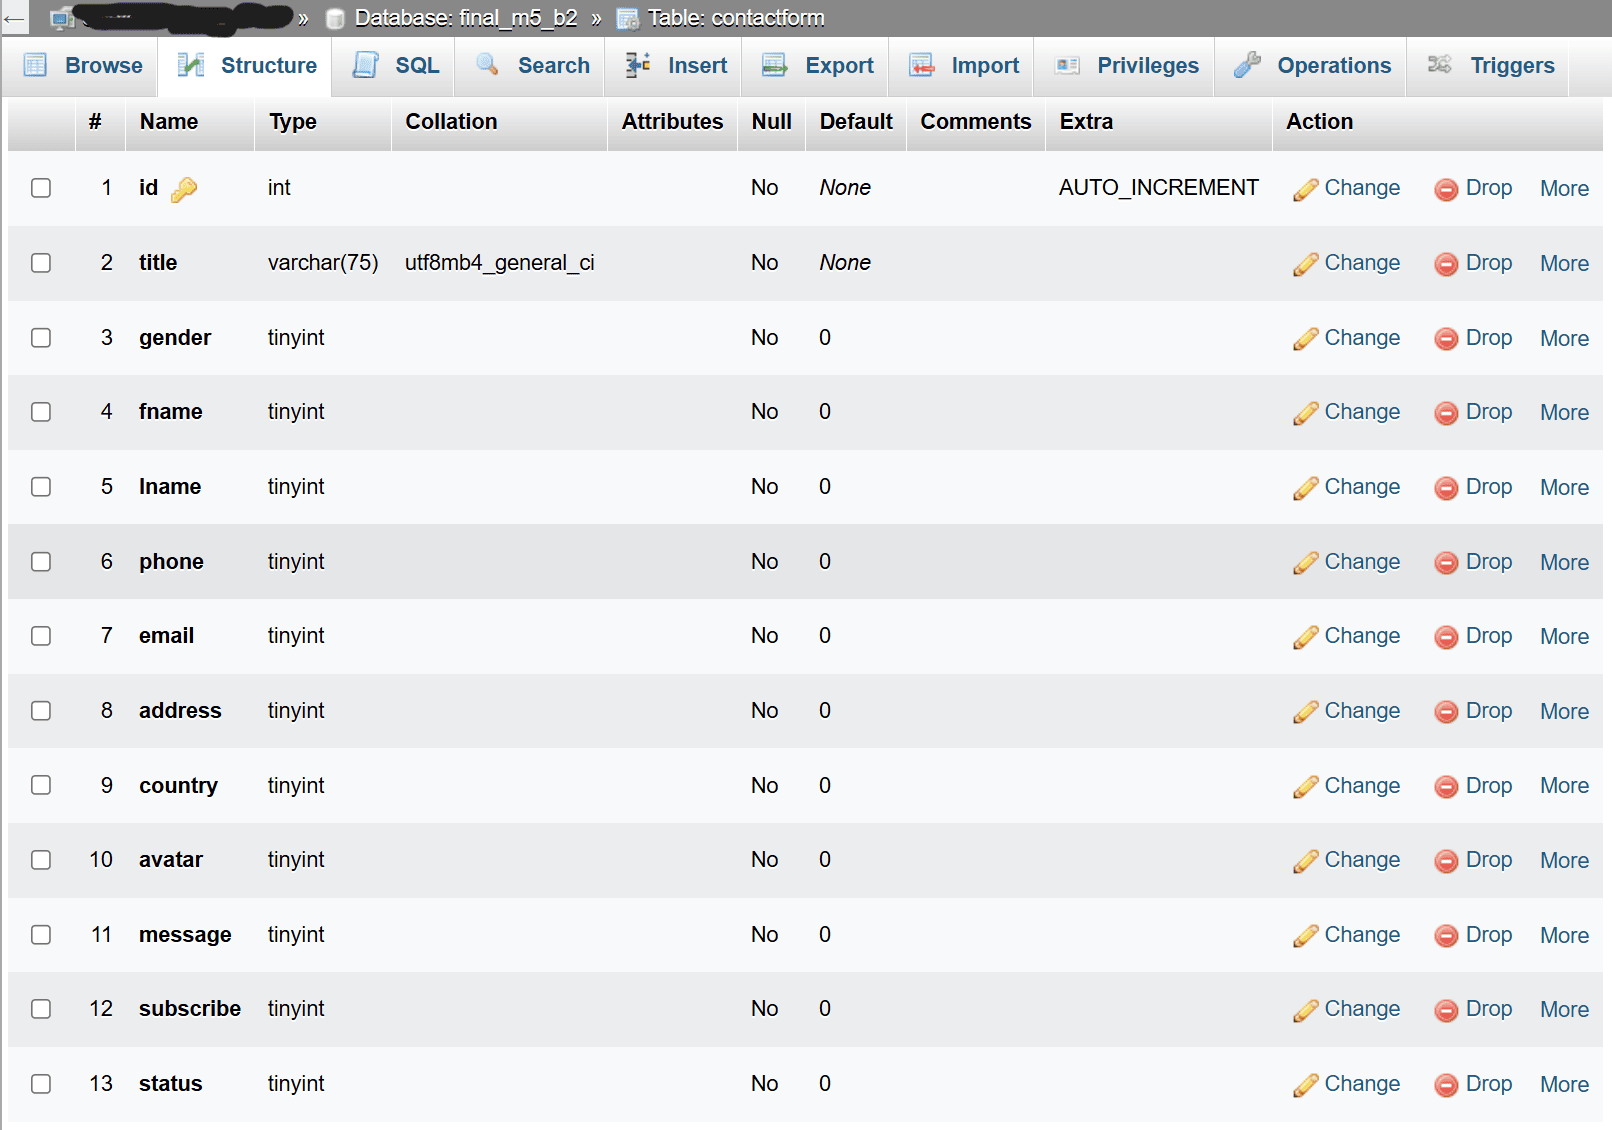 ← » Database: final_m5_b2 » Table: contactform
Browse Structure SQL Search Insert Export Import Privileges Operations Triggers
# Name Type Collation Attributes Null Default Comments Extra Action
1 id int No None AUTO_INCREMENT Change Drop More
2 title varchar(75) utf8mb4_general_ci No None Change Drop More
3 gender tinyint No 0 Change Drop More
4 fname tinyint No 0 Change Drop More
5 lname tinyint No 0 Change Drop More
6 phone tinyint No 0 Change Drop More
7 email tinyint No 0 Change Drop More
8 address tinyint No 0 Change Drop More
9 country tinyint No 0 Change Drop More
10 avatar tinyint No 0 Change Drop More
11 message tinyint No 0 Change Drop More
12 subscribe tinyint No 0 Change Drop More
13 status tinyint No 0 Change Drop More